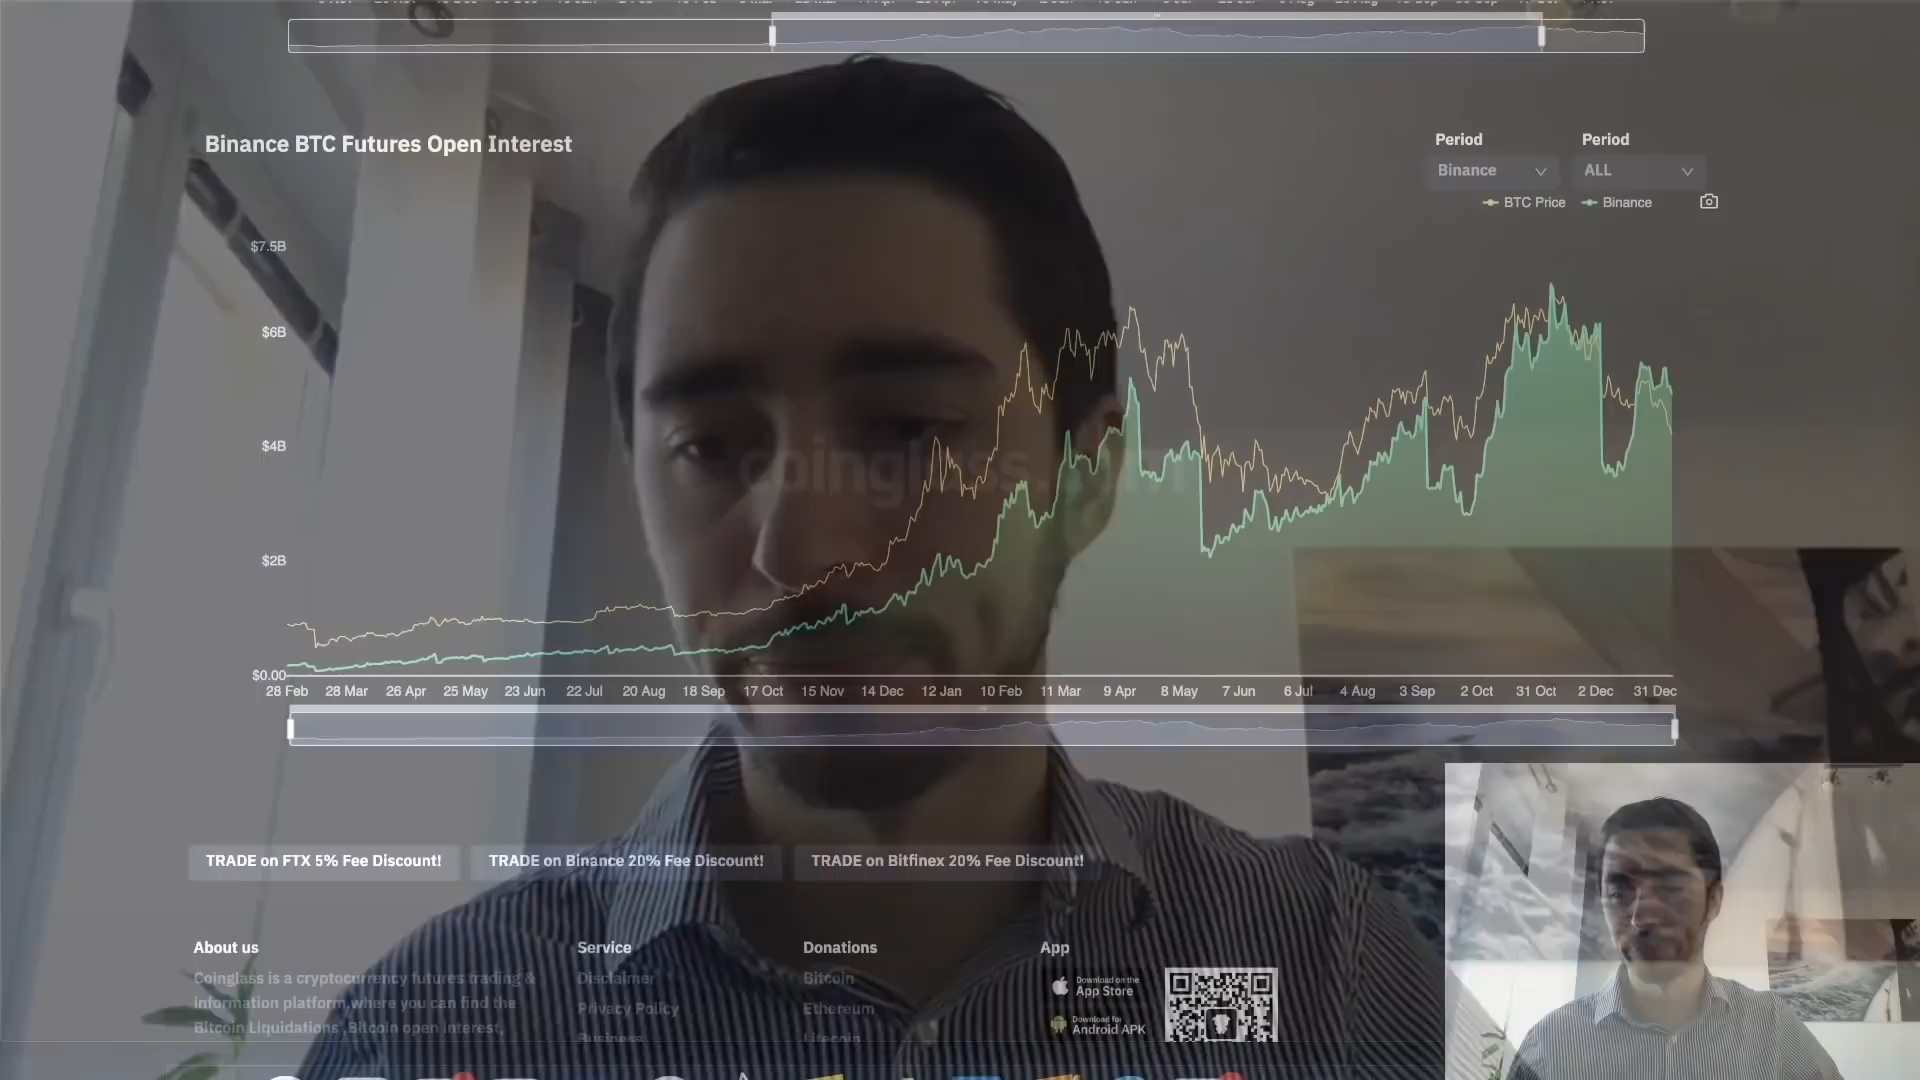 Binance BTC Futures Open Interest
Period Period
Binance ALL
BTC Price Binance
$7.5B
$6B
$4B
coinglass.com
$2B
$0.00
28 Feb 28 Mar 26 Apr 25 May 23 Jun 22 Jul 20 Aug 18 Sep 17 Oct 15 Nov 14 Dec 12 Jan 10 Feb 11 Mar 9 Apr 8 May 7 Jun 6 Jul 4 Aug 3 Sep 2 Oct 31 Oct 2 Dec 31 Dec
TRADE on FTX 5% Fee Discount! TRADE on Binance 20% Fee Discount! TRADE on Bitfinex 20% Fee Discount!
About us Service Donations App
Coinglass is a cryptocurrency futures trading & Disclaimer Bitcoin Download on the
App Store
information platform,where you can find the Privacy Policy Ethereum Download for
Android APK
Bitcoin Liquidations ,Bitcoin open interest, Business Litecoin